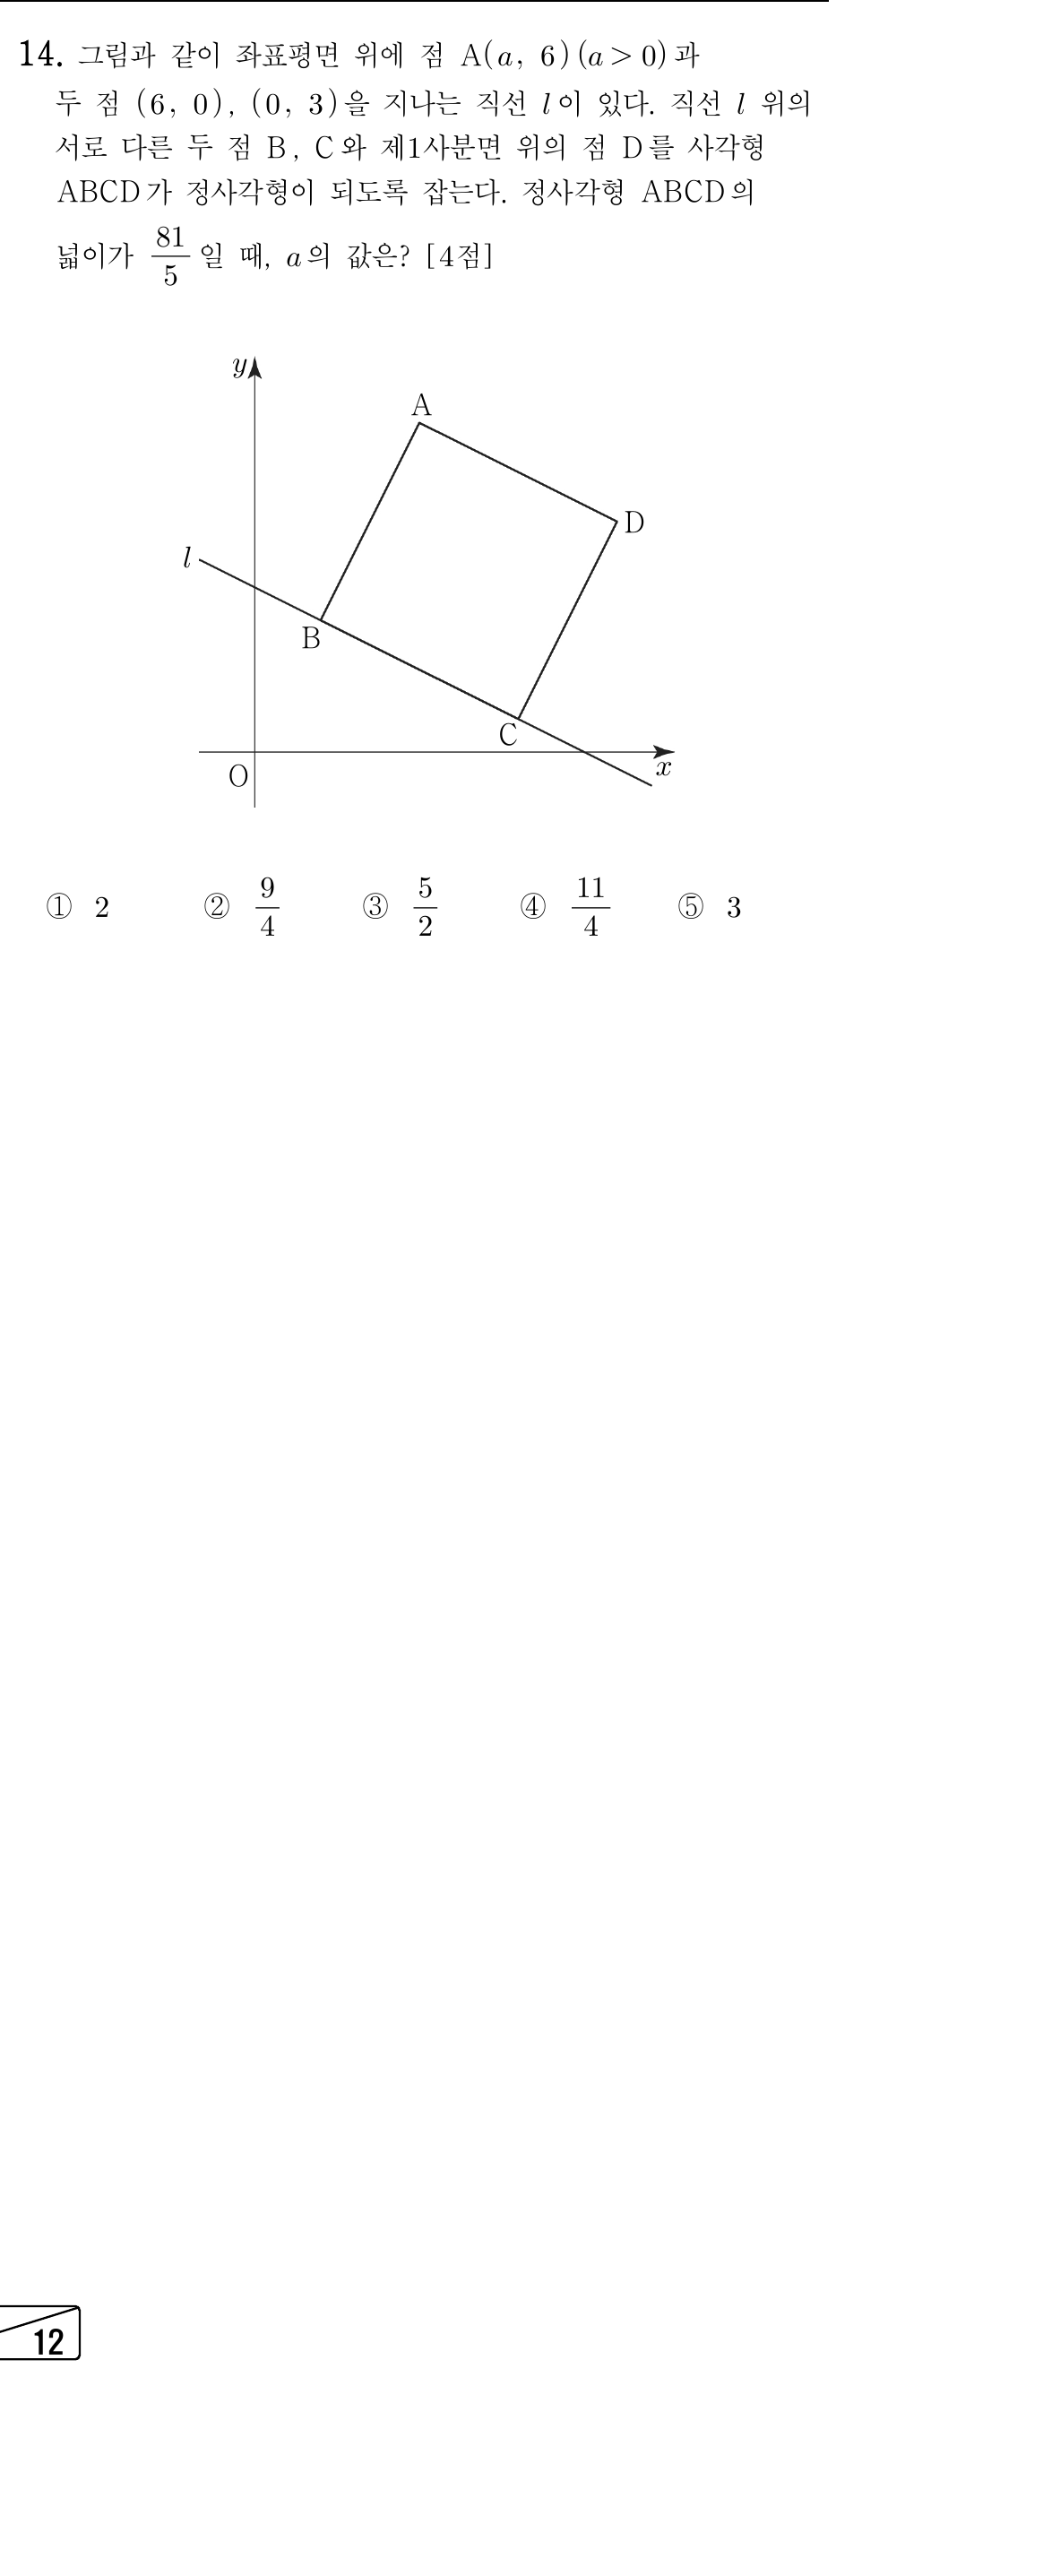 14. 그림과 같이 좌표평면 위에 점 A(a, 6)(a > 0)과
두 점 (6, 0), (0, 3)을 지나는 직선 l이 있다. 직선 l 위의
서로 다른 두 점 B, C와 제1사분면 위의 점 D를 사각형
ABCD가 정사각형이 되도록 잡는다. 정사각형 ABCD의
넓이가 81/5 일 때, a의 값은? [4점]
y
A
D
l
B
C
O
x
① 2 ② 9/4 ③ 5/2 ④ 11/4 ⑤ 3
12